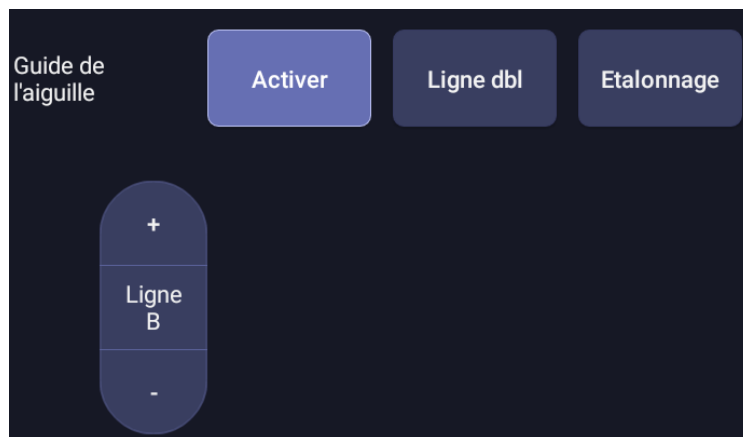 Guide de
l'aiguille
Activer
Ligne dbl
Etalonnage
+
Ligne
B
-